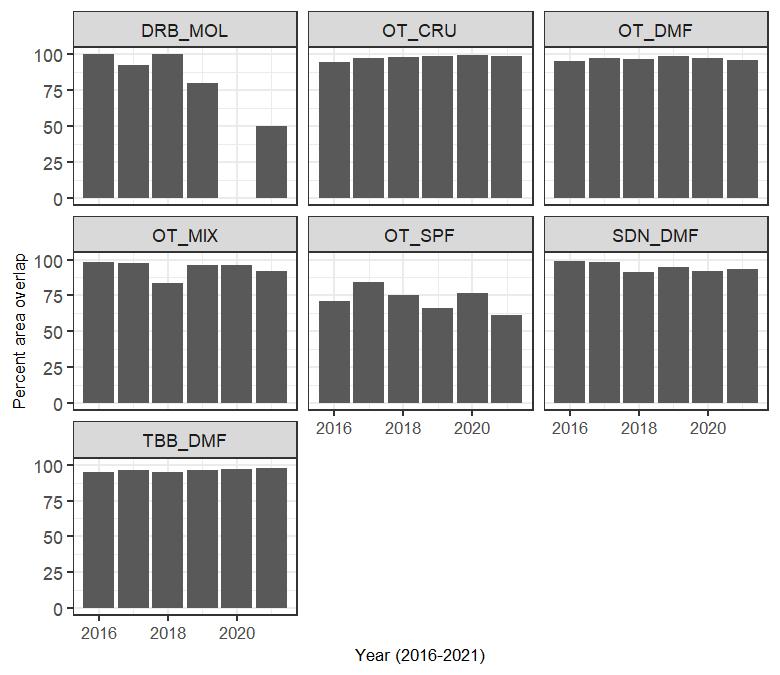 DRB_MOL
OT_CRU
OT_DMF
100
75
50
25
0
OT_MIX
OT_SPF
SDN_DMF
100
75
50
25
0
2016 2018 2020
2016 2018 2020
TBB_DMF
100
75
50
25
0
2016 2018 2020
Percent area overlap
Year (2016-2021)